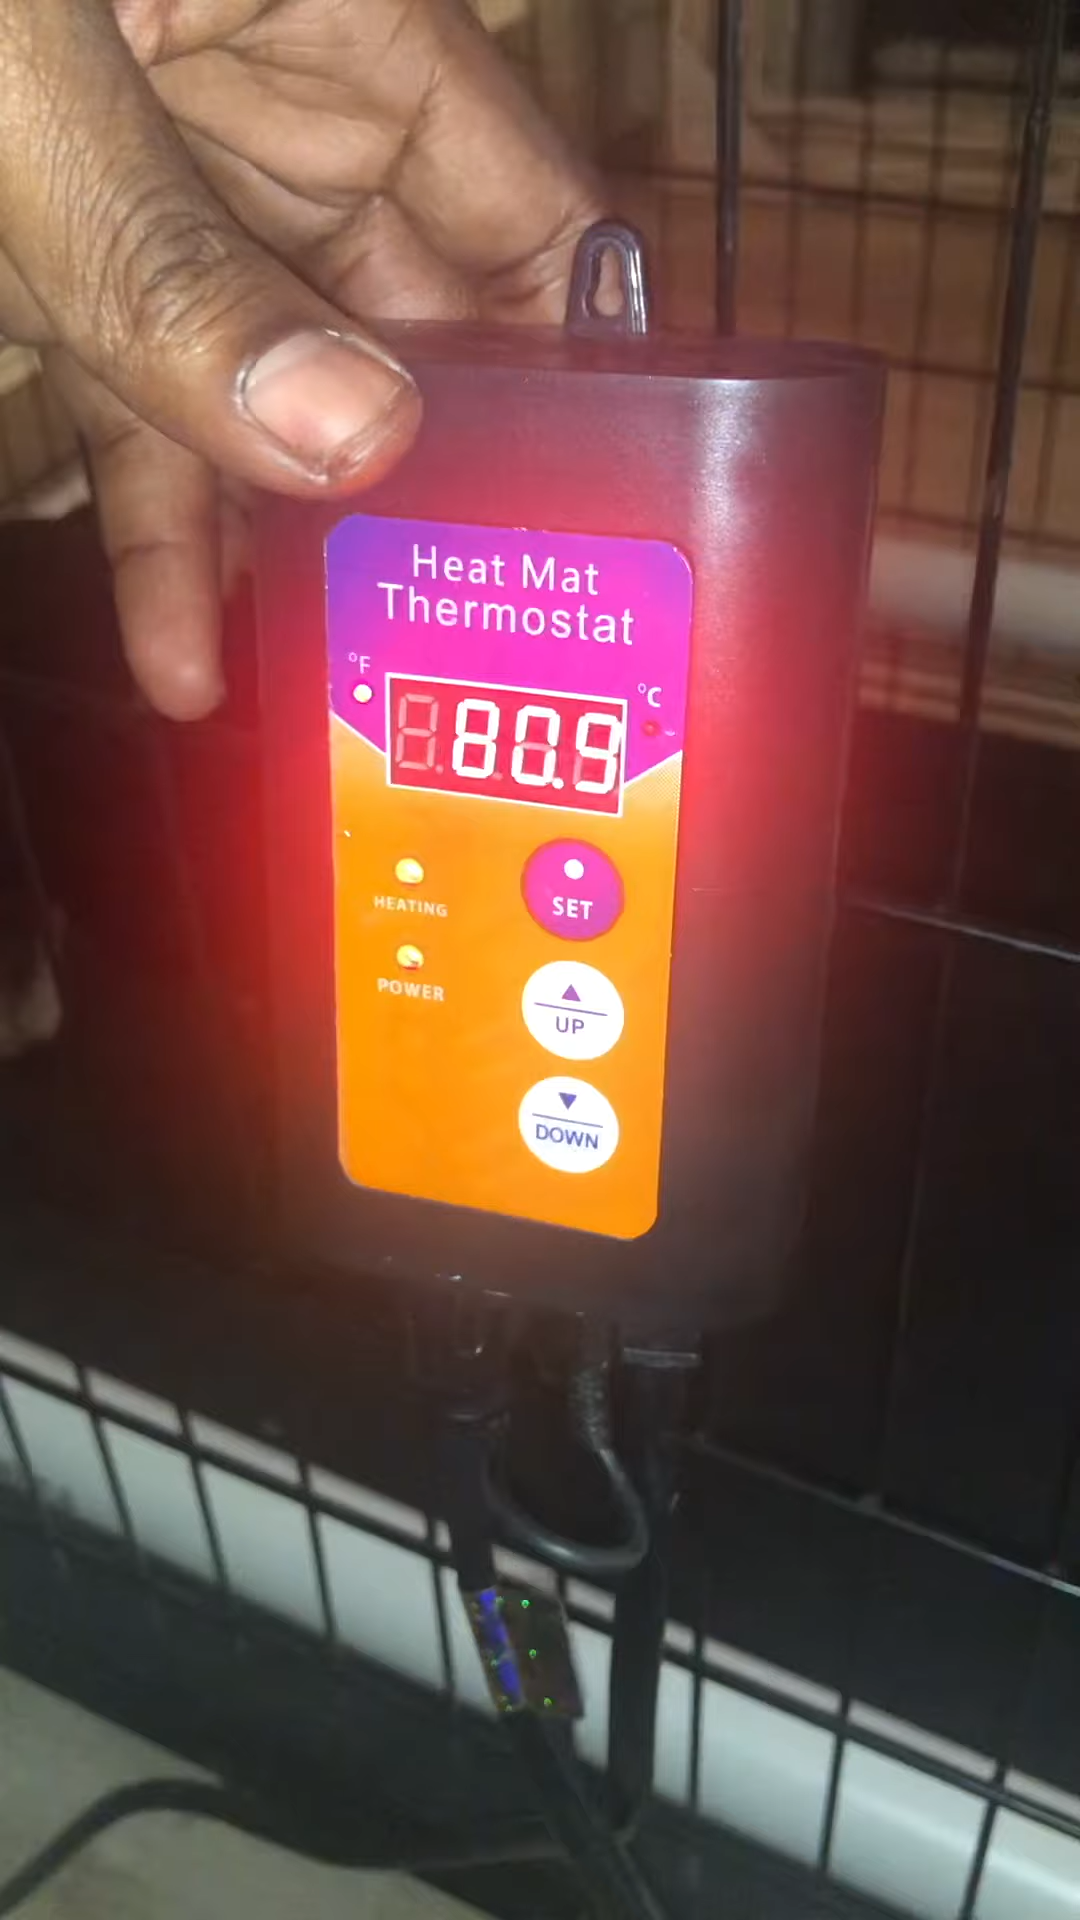 Heat Mat
Thermostat
°F
°C
80.9
HEATING
SET
POWER
UP
DOWN